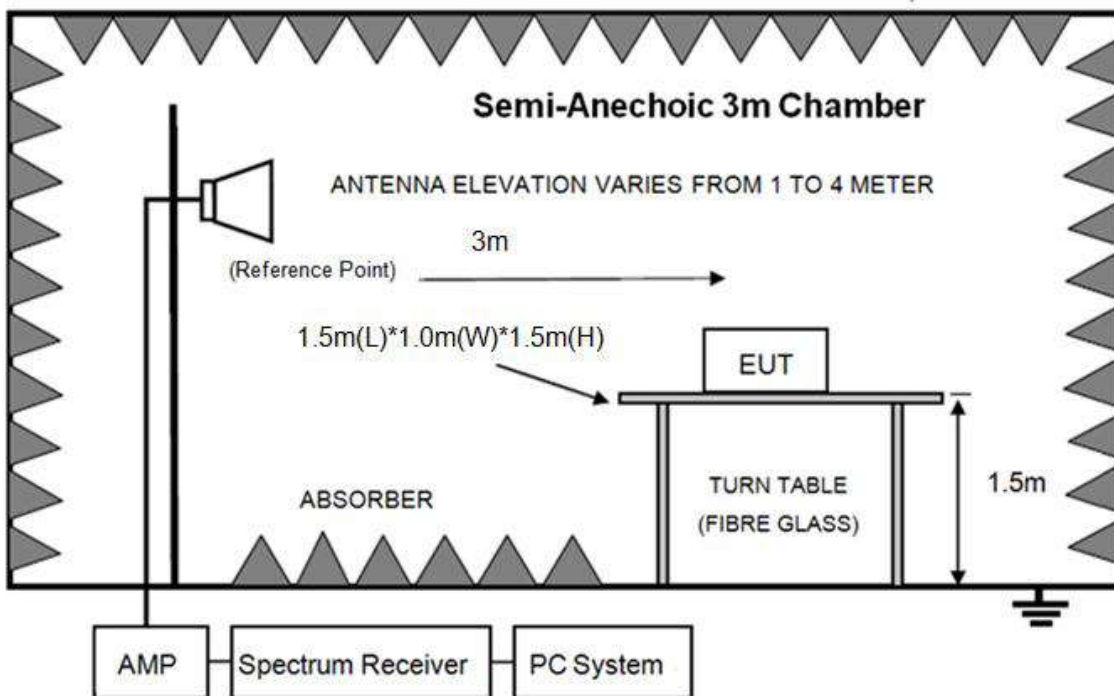 Semi-Anechoic 3m Chamber
ANTENNA ELEVATION VARIES FROM 1 TO 4 METER
3m
(Reference Point)
1.5m(L)*1.0m(W)*1.5m(H)
EUT
1.5m
ABSORBER
TURN TABLE
(FIBRE GLASS)
AMP
Spectrum Receiver
PC System